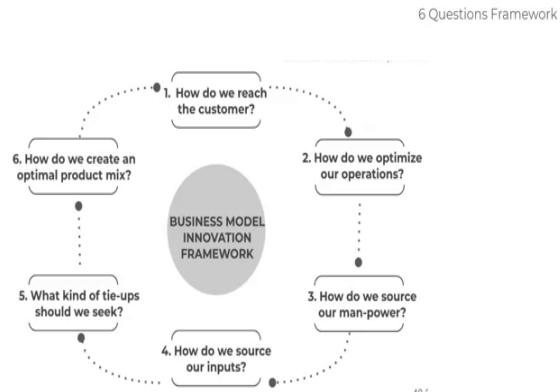 6 Questions Framework
1. How do we reach
the customer?
2. How do we optimize
our operations?
3. How do we source
our man-power?
4. How do we source
our inputs?
5. What kind of tie-ups
should we seek?
6. How do we create an
optimal product mix?
BUSINESS MODEL
INNOVATION
FRAMEWORK